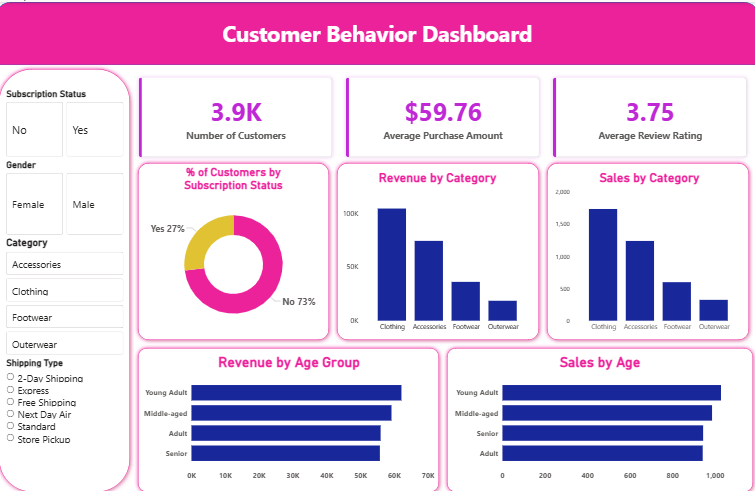 Customer Behavior Dashboard
Subscription Status
No
Yes
Gender
Female
Male
Category
Accessories
Clothing
Footwear
Outerwear
Shipping Type
2-Day Shipping
Express
Free Shipping
Next Day Air
Standard
Store Pickup
3.9K
Number of Customers
$59.76
Average Purchase Amount
3.75
Average Review Rating
% of Customers by
Subscription Status
Yes 27%
No 73%
Revenue by Category
100K
50K
0K
Clothing Accessories Footwear Outerwear
Sales by Category
2,000
1,500
1,000
500
0
Clothing Accessories Footwear Outerwear
Revenue by Age Group
Young Adult
Middle-aged
Adult
Senior
0K 10K 20K 30K 40K 50K 60K 70K
Sales by Age
Young Adult
Middle-aged
Senior
Adult
0 200 400 600 800 1,000